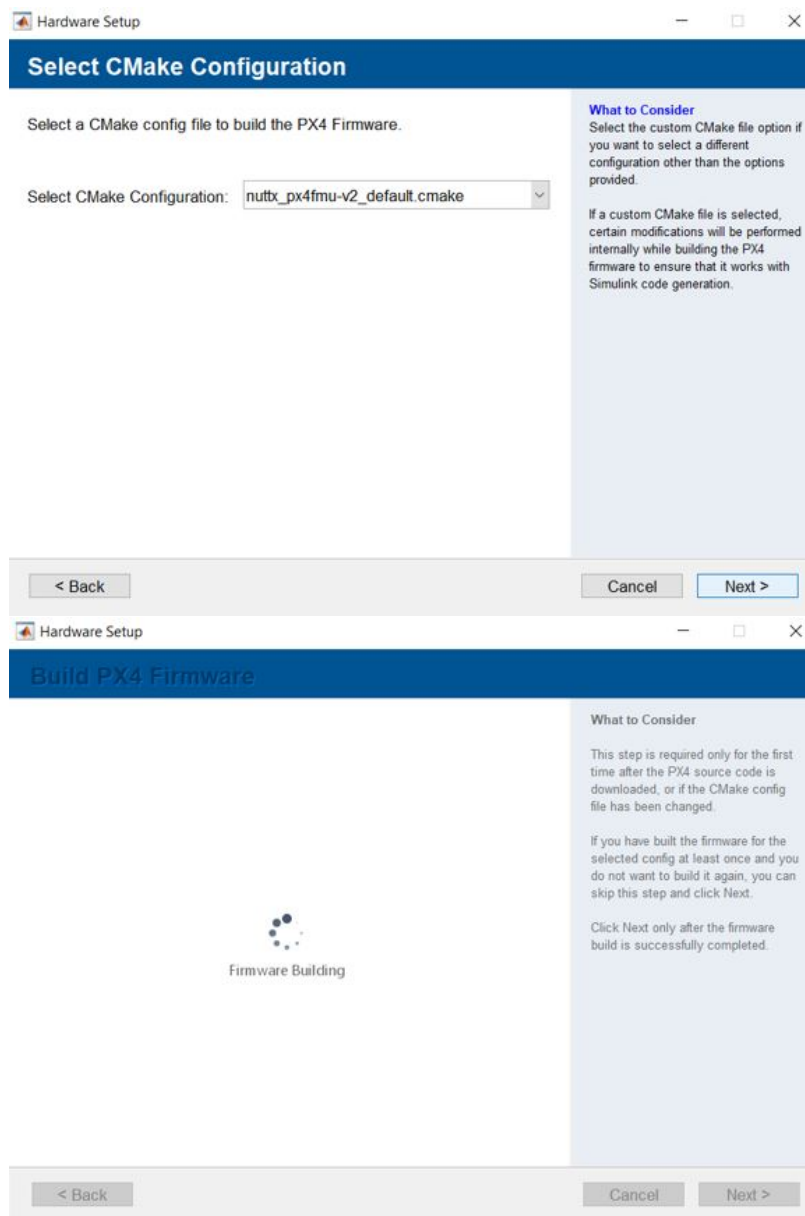 Hardware Setup
Select CMake Configuration
Select a CMake config file to build the PX4 Firmware.
Select CMake Configuration: nuttx_px4fmu-v2_default.cmake
What to Consider
Select the custom CMake file option if
you want to select a different
configuration other than the options
provided.
If a custom CMake file is selected,
certain modifications will be performed
internally while building the PX4
firmware to ensure that it works with
Simulink code generation.
< Back
Cancel
Next >
Hardware Setup
Build PX4 Firmware
Firmware Building
What to Consider
This step is required only for the first
time after the PX4 source code is
downloaded, or if the CMake config
file has been changed.
If you have built the firmware for the
selected config at least once and you
do not want to build it again, you can
skip this step and click Next.
Click Next only after the firmware
build is successfully completed.
< Back
Cancel
Next >